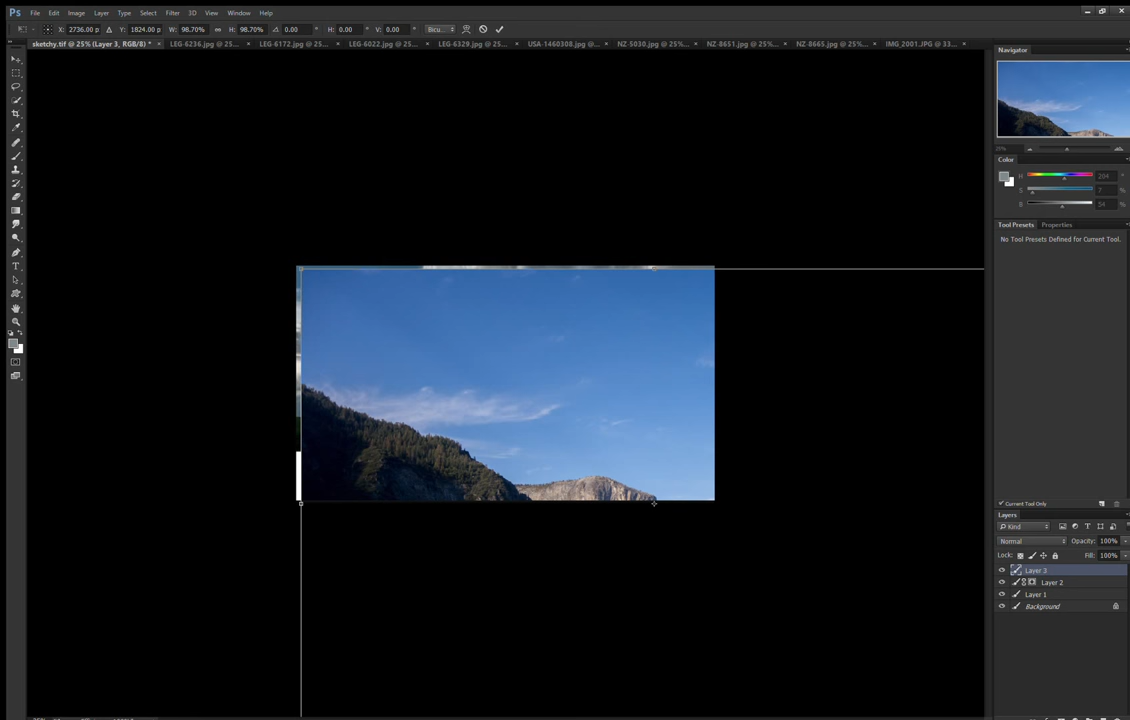 Ps File Edit Image Layer Type Select Filter 3D View Window Help
X: 2736.00 p Y: 1824.00 p W: 98.70% H: 98.70% 0.00 ° H: 0.00 ° V: 0.00 ° Bicu...
sketchy.tif @ 25% (Layer 3, RGB/8) * × LEG-6236.jpg @ 25... × LEG-6172.jpg @ 25... × LEG-6022.jpg @ 25... × LEG-6329.jpg @ 25... × USA-1460308.jpg @... × NZ-5030.jpg @ 25%... × NZ-8651.jpg @ 25%... × NZ-8665.jpg @ 25%... × IMG_2001.JPG @ 33... ×
Navigator
Color
H 204 °
S 7 %
B 54 %
Tool Presets Properties
No Tool Presets Defined for Current Tool.
Current Tool Only
Layers
Kind
Normal Opacity: 100%
Lock: Fill: 100%
Layer 3
Layer 2
Layer 1
Background